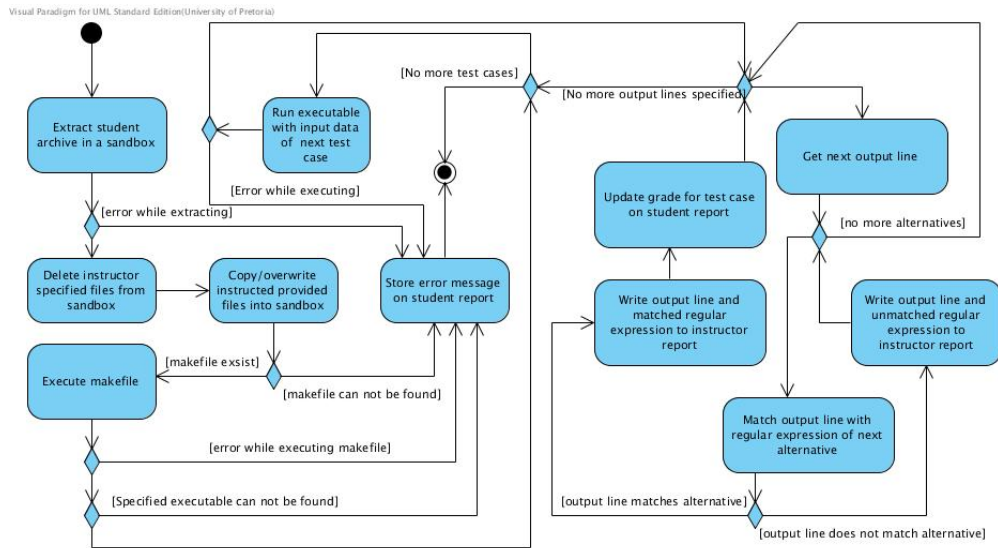 Visual Paradigm for UML Standard Edition(University of Pretoria)
Extract student
archive in a sandbox
[error while extracting]
Delete instructor
specified files from
sandbox
Copy/overwrite
instructed provided
files into sandbox
[makefile exsist]
[makefile can not be found]
Execute makefile
[error while executing makefile]
[Specified executable can not be found]
Run executable
with input data
of next test
case
[Error while executing]
[No more test cases]
Store error message
on student report
[No more output lines specified]
Get next output line
[no more alternatives]
Update grade for test case
on student report
Write output line and
matched regular
expression to instructor
report
Write output line and
unmatched regular
expression to
instructor report
Match output line with
regular expression of next
alternative
[output line matches alternative]
[output line does not match alternative]